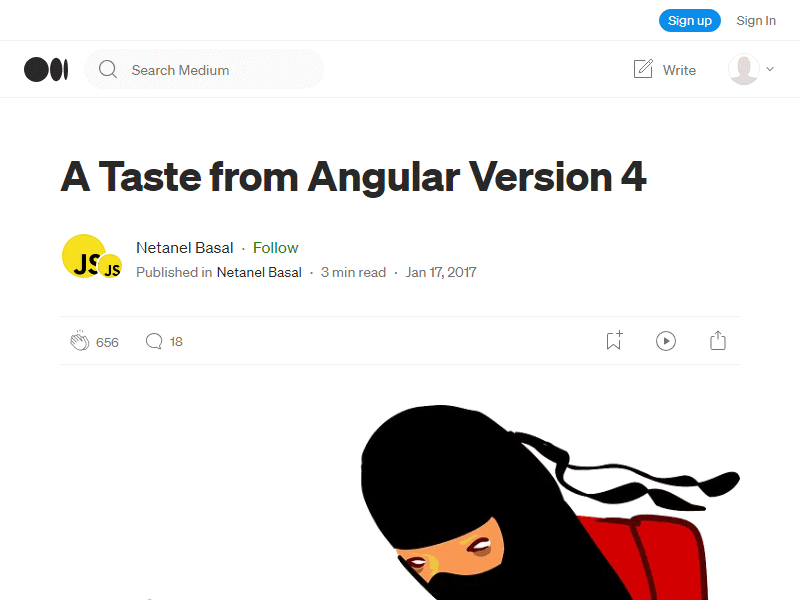 Sign up Sign In
Search Medium Write
A Taste from Angular Version 4
JS JS
Netanel Basal · Follow
Published in Netanel Basal · 3 min read · Jan 17, 2017
656 18